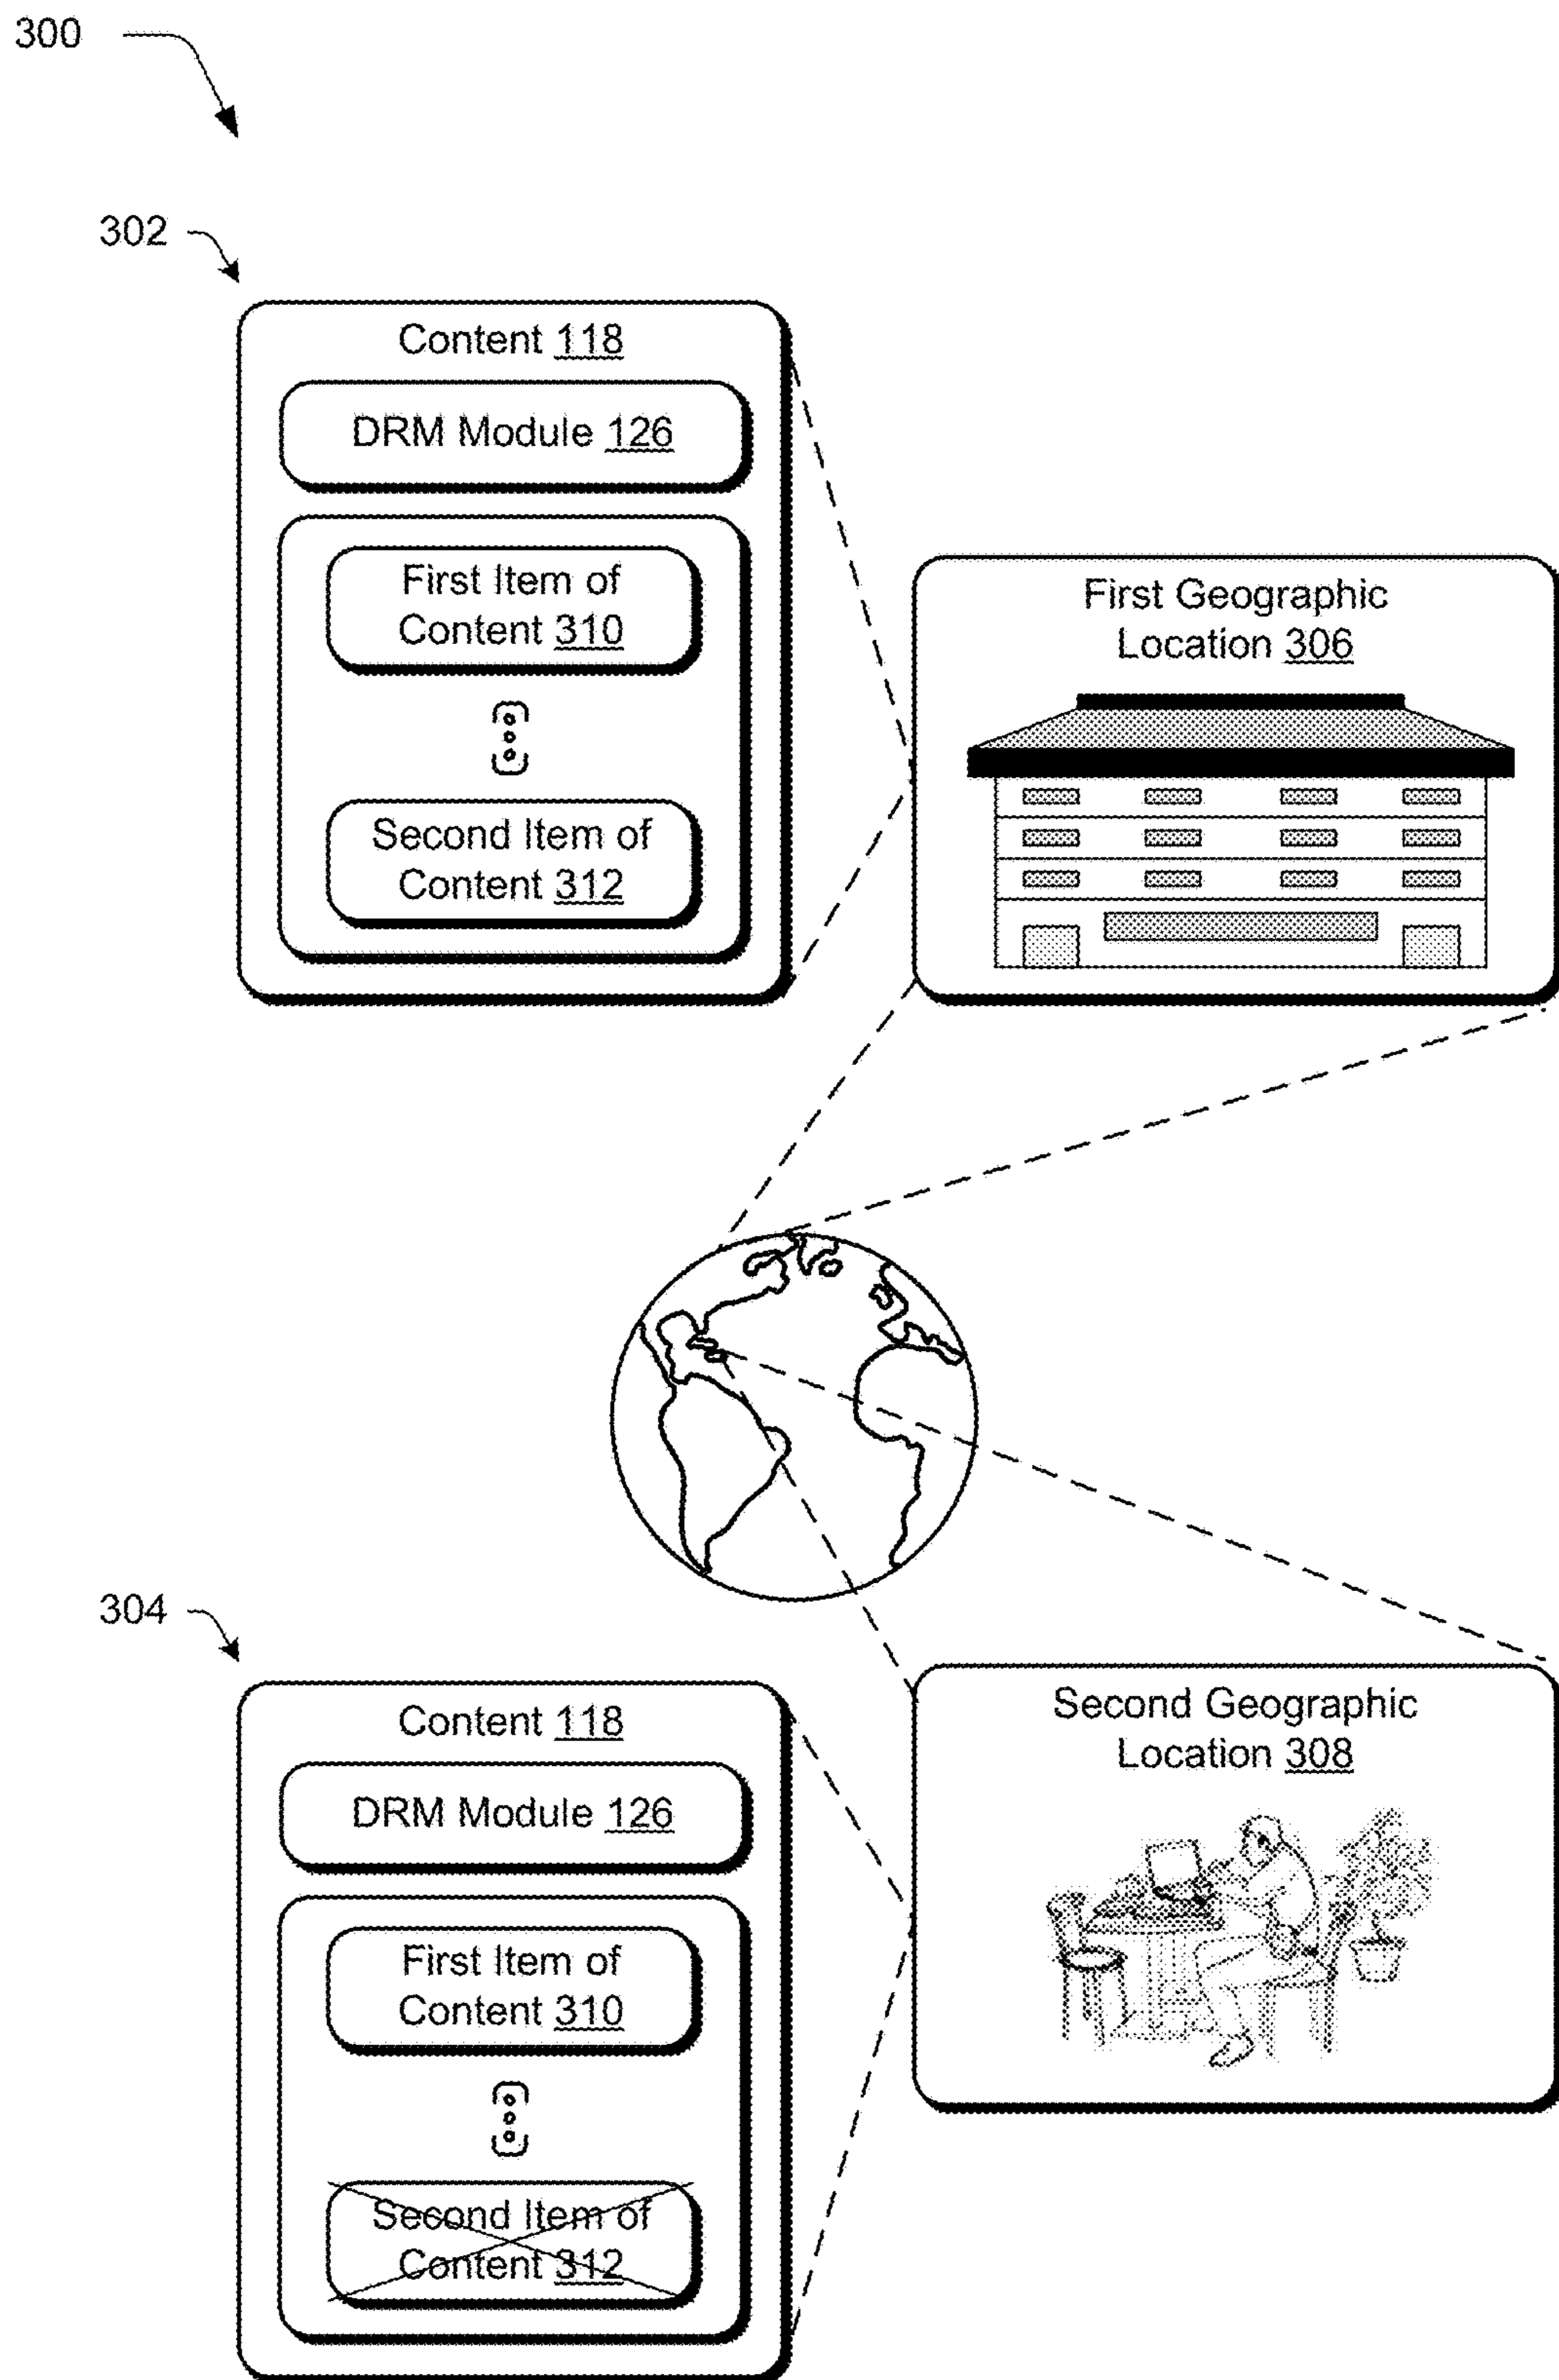 300
302
Content 118
DRM Module 126
First Item of
Content 310
Second Item of
Content 312
First Geographic
Location 306
304
Content 118
DRM Module 126
First Item of
Content 310
Second Item of
Content 312
Second Geographic
Location 308